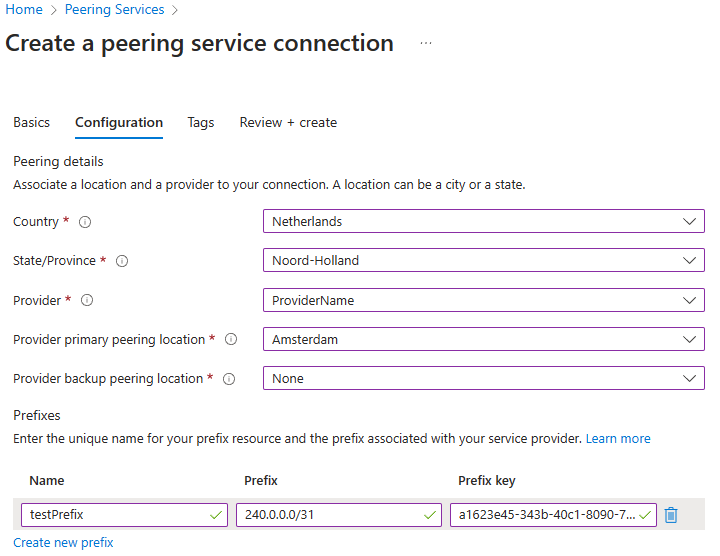 Home > Peering Services >
Create a peering service connection ...
Basics Configuration Tags Review + create
Peering details
Associate a location and a provider to your connection. A location can be a city or a state.
Country * Netherlands
State/Province * Noord-Holland
Provider * ProviderName
Provider primary peering location * Amsterdam
Provider backup peering location * None
Prefixes
Enter the unique name for your prefix resource and the prefix associated with your service provider. Learn more
Name Prefix Prefix key
testPrefix 240.0.0.0/31 a1623e45-343b-40c1-8090-7...
Create new prefix